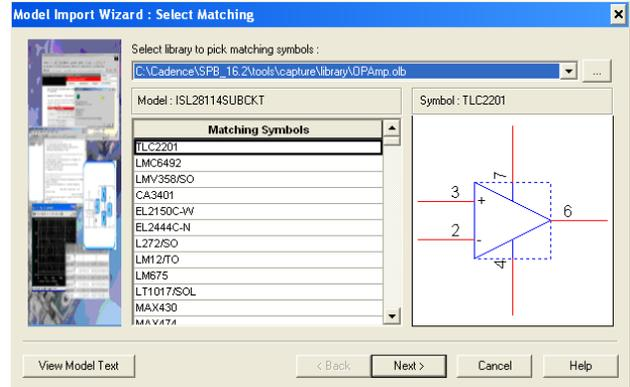 Model Import Wizard : Select Matching
Select library to pick matching symbols :
C:\Cadence\SPB_16.2\tools\capture\library\OPAmp.olb
...
Model : ISL28114SUBCKT
Symbol : TLC2201
Matching Symbols
TLC2201
LMC6492
LMV358/SO
CA3401
EL2150C-W
EL2444C-N
L272/SO
LM12/TO
LM675
LT1017/SOL
MAX430
MAX474
7
3
+
6
2
-
4
View Model Text
< Back
Next >
Cancel
Help